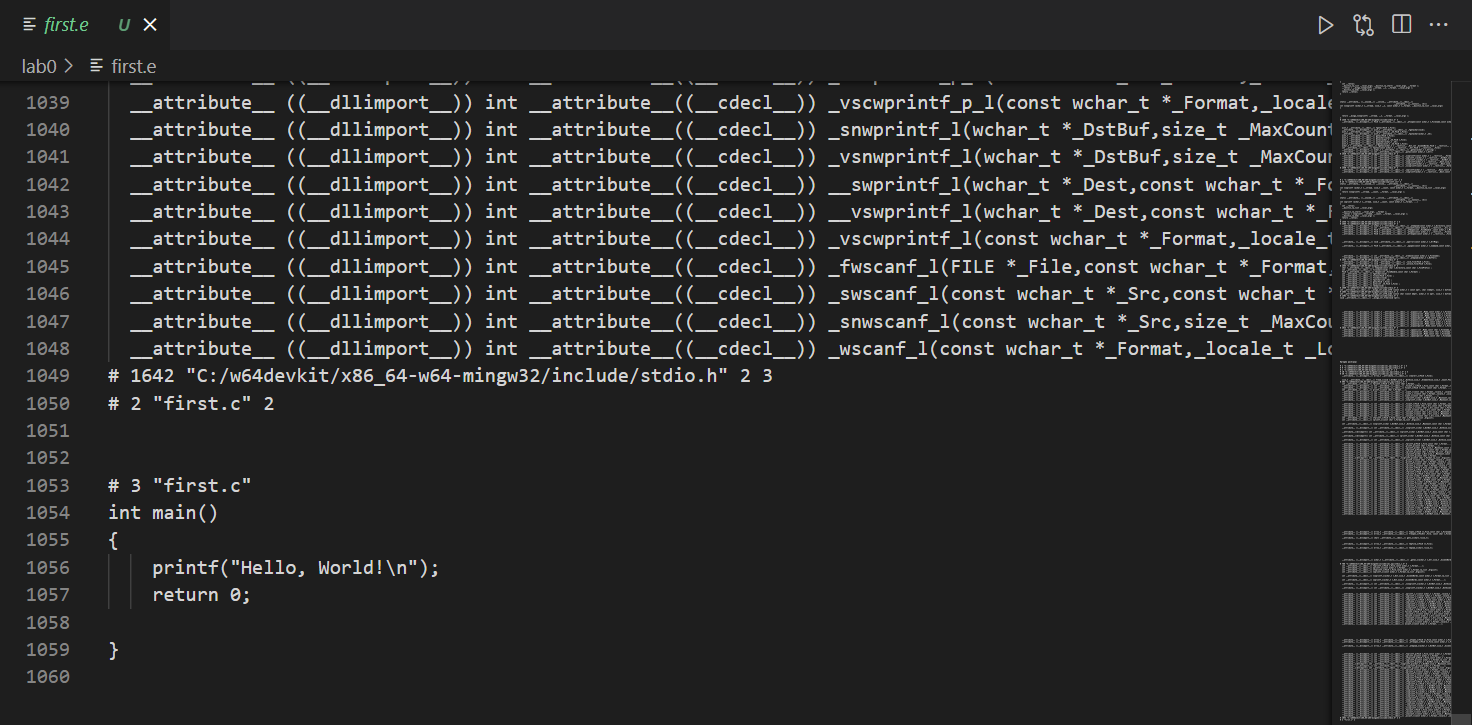 first.e U
lab0 first.e
1039 __attribute__ ((__dllimport__)) int __attribute__((__cdecl__)) _vscwprintf_p_l(const wchar_t *_Format,_locale
1040 __attribute__ ((__dllimport__)) int __attribute__((__cdecl__)) _snwprintf_l(wchar_t *_DstBuf,size_t _MaxCount
1041 __attribute__ ((__dllimport__)) int __attribute__((__cdecl__)) _vsnwprintf_l(wchar_t *_DstBuf,size_t _MaxCou
1042 __attribute__ ((__dllimport__)) int __attribute__((__cdecl__)) __swprintf_l(wchar_t *_Dest,const wchar_t *_Fo
1043 __attribute__ ((__dllimport__)) int __attribute__((__cdecl__)) __vswprintf_l(wchar_t *_Dest,const wchar_t *_
1044 __attribute__ ((__dllimport__)) int __attribute__((__cdecl__)) _vscwprintf_l(const wchar_t *_Format,_locale_t
1045 __attribute__ ((__dllimport__)) int __attribute__((__cdecl__)) _fwscanf_l(FILE *_File,const wchar_t *_Format,
1046 __attribute__ ((__dllimport__)) int __attribute__((__cdecl__)) _swscanf_l(const wchar_t *_Src,const wchar_t *
1047 __attribute__ ((__dllimport__)) int __attribute__((__cdecl__)) _snwscanf_l(const wchar_t *_Src,size_t _MaxCou
1048 __attribute__ ((__dllimport__)) int __attribute__((__cdecl__)) _wscanf_l(const wchar_t *_Format,_locale_t _Lo
1049 # 1642 "C:/w64devkit/x86_64-w64-mingw32/include/stdio.h" 2 3
1050 # 2 "first.c" 2
1051
1052
1053 # 3 "first.c"
1054 int main()
1055 {
1056 printf("Hello, World!\n");
1057 return 0;
1058
1059 }
1060